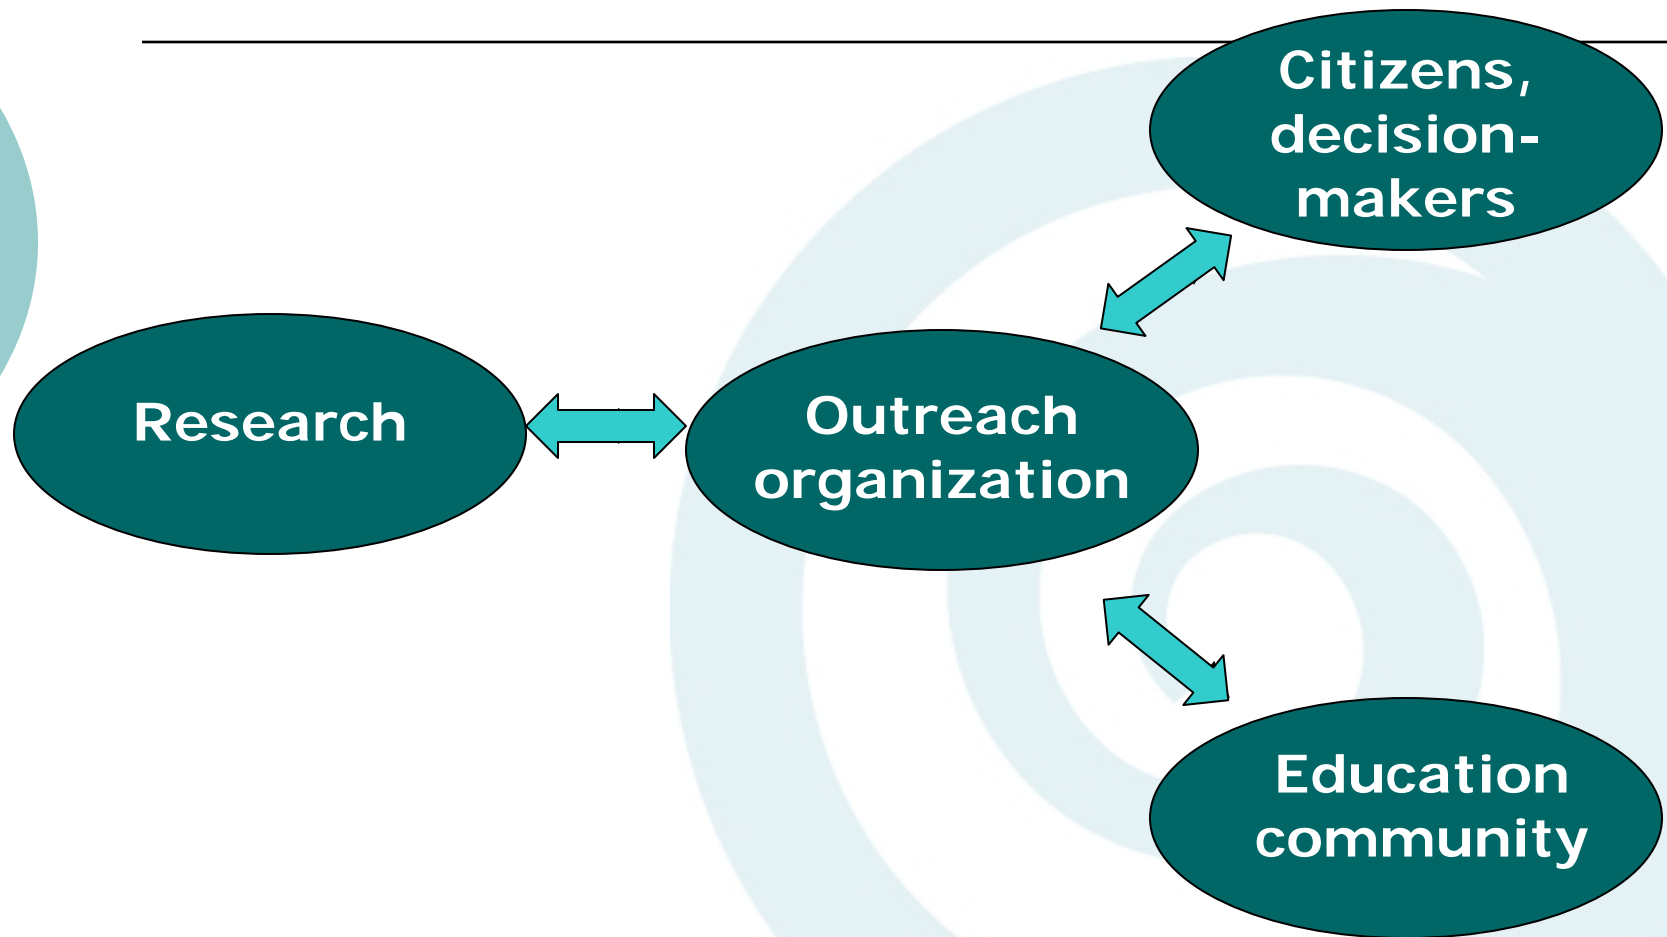 Citizens,
decision-
makers
Research
Outreach
organization
Education
community